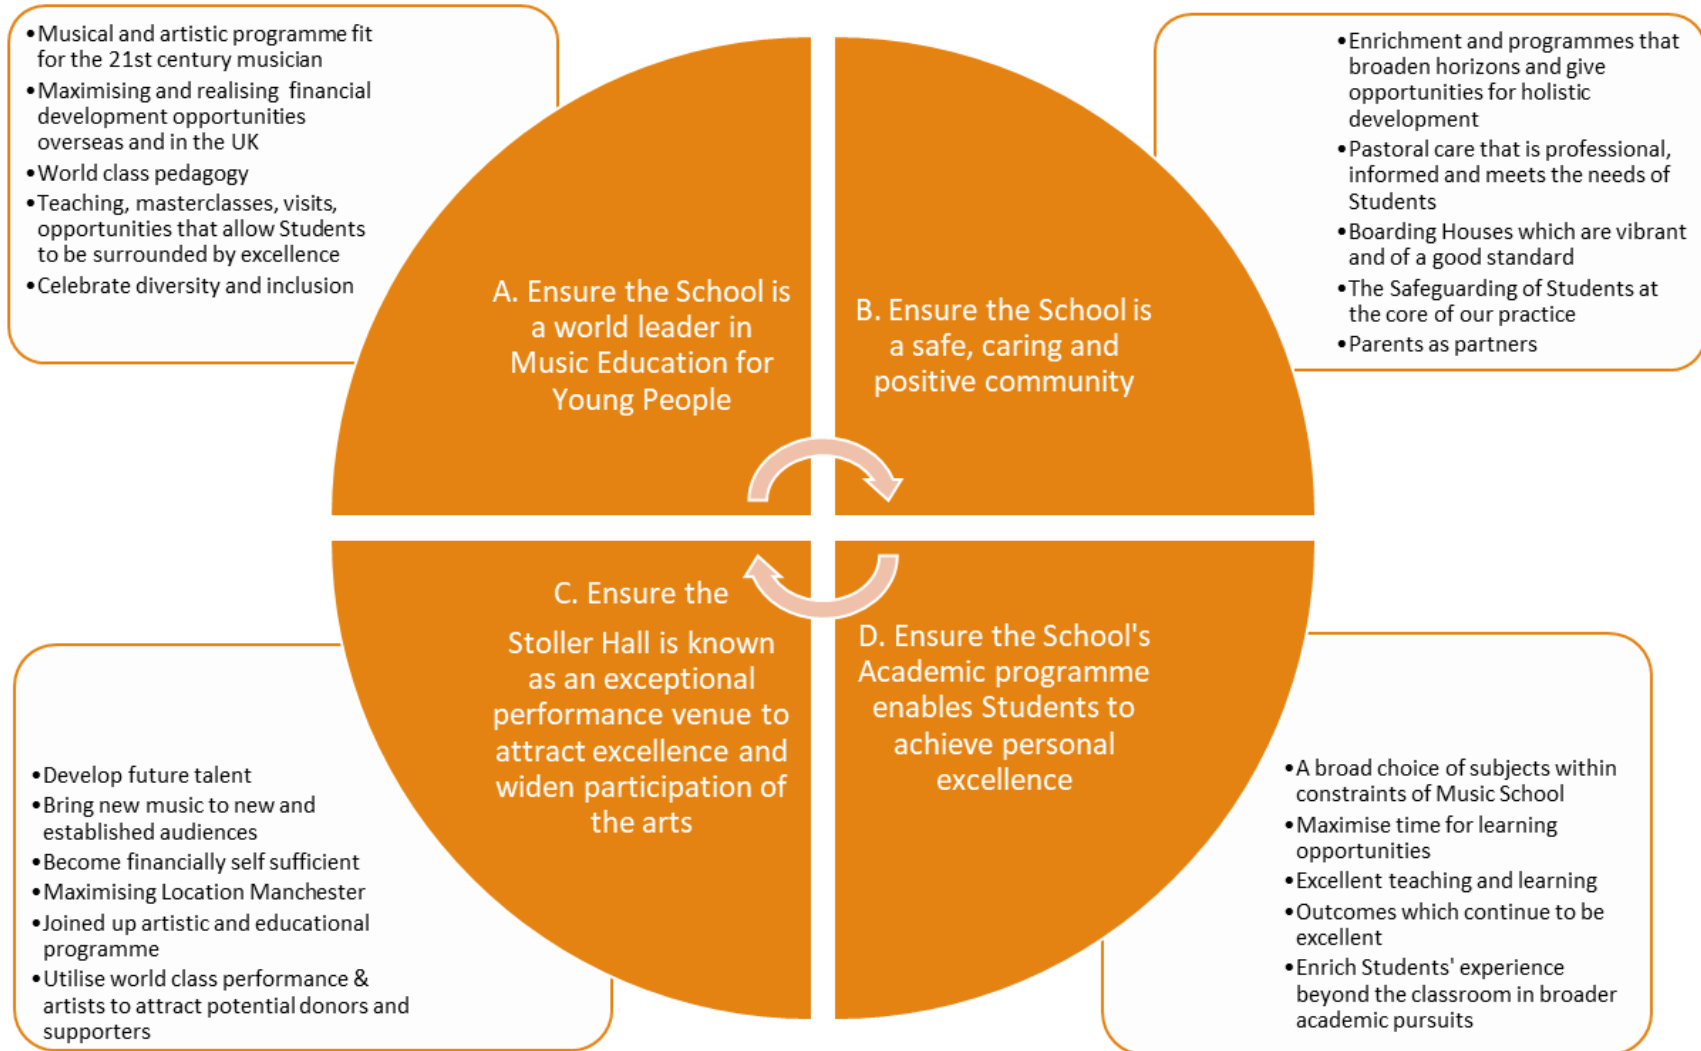 •Musical and artistic programme fit
for the 21st century musician
•Maximising and realising financial
development opportunities
overseas and in the UK
•World class pedagogy
•Teaching, masterclasses, visits,
opportunities that allow Students
to be surrounded by excellence
•Celebrate diversity and inclusion
A. Ensure the School is
a world leader in
Music Education for
Young People
•Enrichment and programmes that
broaden horizons and give
opportunities for holistic
development
•Pastoral care that is professional,
informed and meets the needs of
Students
•Boarding Houses which are vibrant
and of a good standard
•The Safeguarding of Students at
the core of our practice
•Parents as partners
B. Ensure the School is
a safe, caring and
positive community
C. Ensure the
Stoller Hall is known
as an exceptional
performance venue to
attract excellence and
widen participation of
the arts
•Develop future talent
•Bring new music to new and
established audiences
•Become financially self sufficient
•Maximising Location Manchester
•Joined up artistic and educational
programme
•Utilise world class performance &
artists to attract potential donors and
supporters
D. Ensure the School's
Academic programme
enables Students to
achieve personal
excellence
•A broad choice of subjects within
constraints of Music School
•Maximise time for learning
opportunities
•Excellent teaching and learning
•Outcomes which continue to be
excellent
•Enrich Students' experience
beyond the classroom in broader
academic pursuits